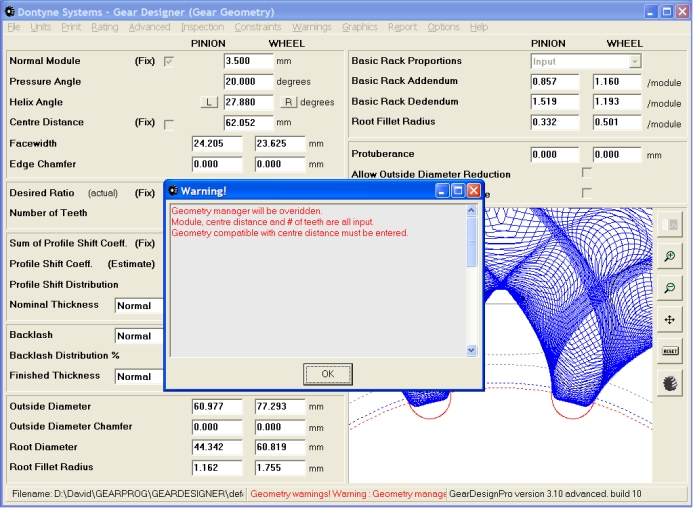 Dontyne Systems - Gear Designer (Gear Geometry)
File Units Print Rating Advanced Inspection Constraints Warnings Graphics Report Options Help
PINION WHEEL
Normal Module (Fix) 3.500 mm
Pressure Angle 20.000 degrees
Helix Angle L 27.880 R degrees
Centre Distance (Fix) 62.052 mm
Facewidth 24.205 23.625 mm
Edge Chamfer 0.000 0.000 mm
Desired Ratio (actual) (Fix)
Number of Teeth
Sum of Profile Shift Coeff. (Fix)
Profile Shift Coeff. (Estimate)
Profile Shift Distribution
Nominal Thickness Normal
Backlash Normal
Backlash Distribution %
Finished Thickness Normal
Outside Diameter 60.977 77.293 mm
Outside Diameter Chamfer 0.000 0.000 mm
Root Diameter 44.342 60.819 mm
Root Fillet Radius 1.162 1.755 mm
PINION WHEEL
Basic Rack Proportions Input
Basic Rack Addendum 0.857 1.160 /module
Basic Rack Dedendum 1.519 1.193 /module
Root Fillet Radius 0.332 0.501 /module
Protuberance 0.000 0.000 mm
Allow Outside Diameter Reduction
e
Warning!
Geometry manager will be overidden.
Module, centre distance and # of teeth are all input.
Geometry compatible with centre distance must be entered.
OK
RESET
Filename: D:\David\GEARPROG\GEARDESIGNER\def Geometry warnings! Warning : Geometry manage GearDesignPro version 3.10 advanced. build 10